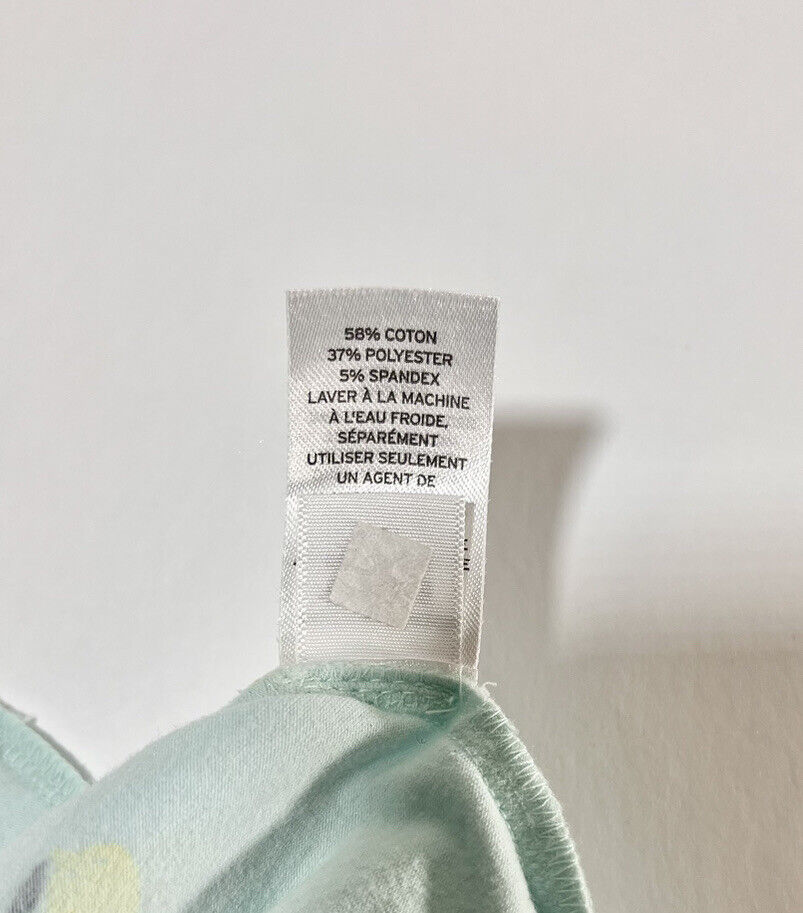 58% COTON
37% POLYESTER
5% SPANDEX
LAVER À LA MACHINE
À L'EAU FROIDE,
SÉPARÉMENT
UTILISER SEULEMENT
UN AGENT DE